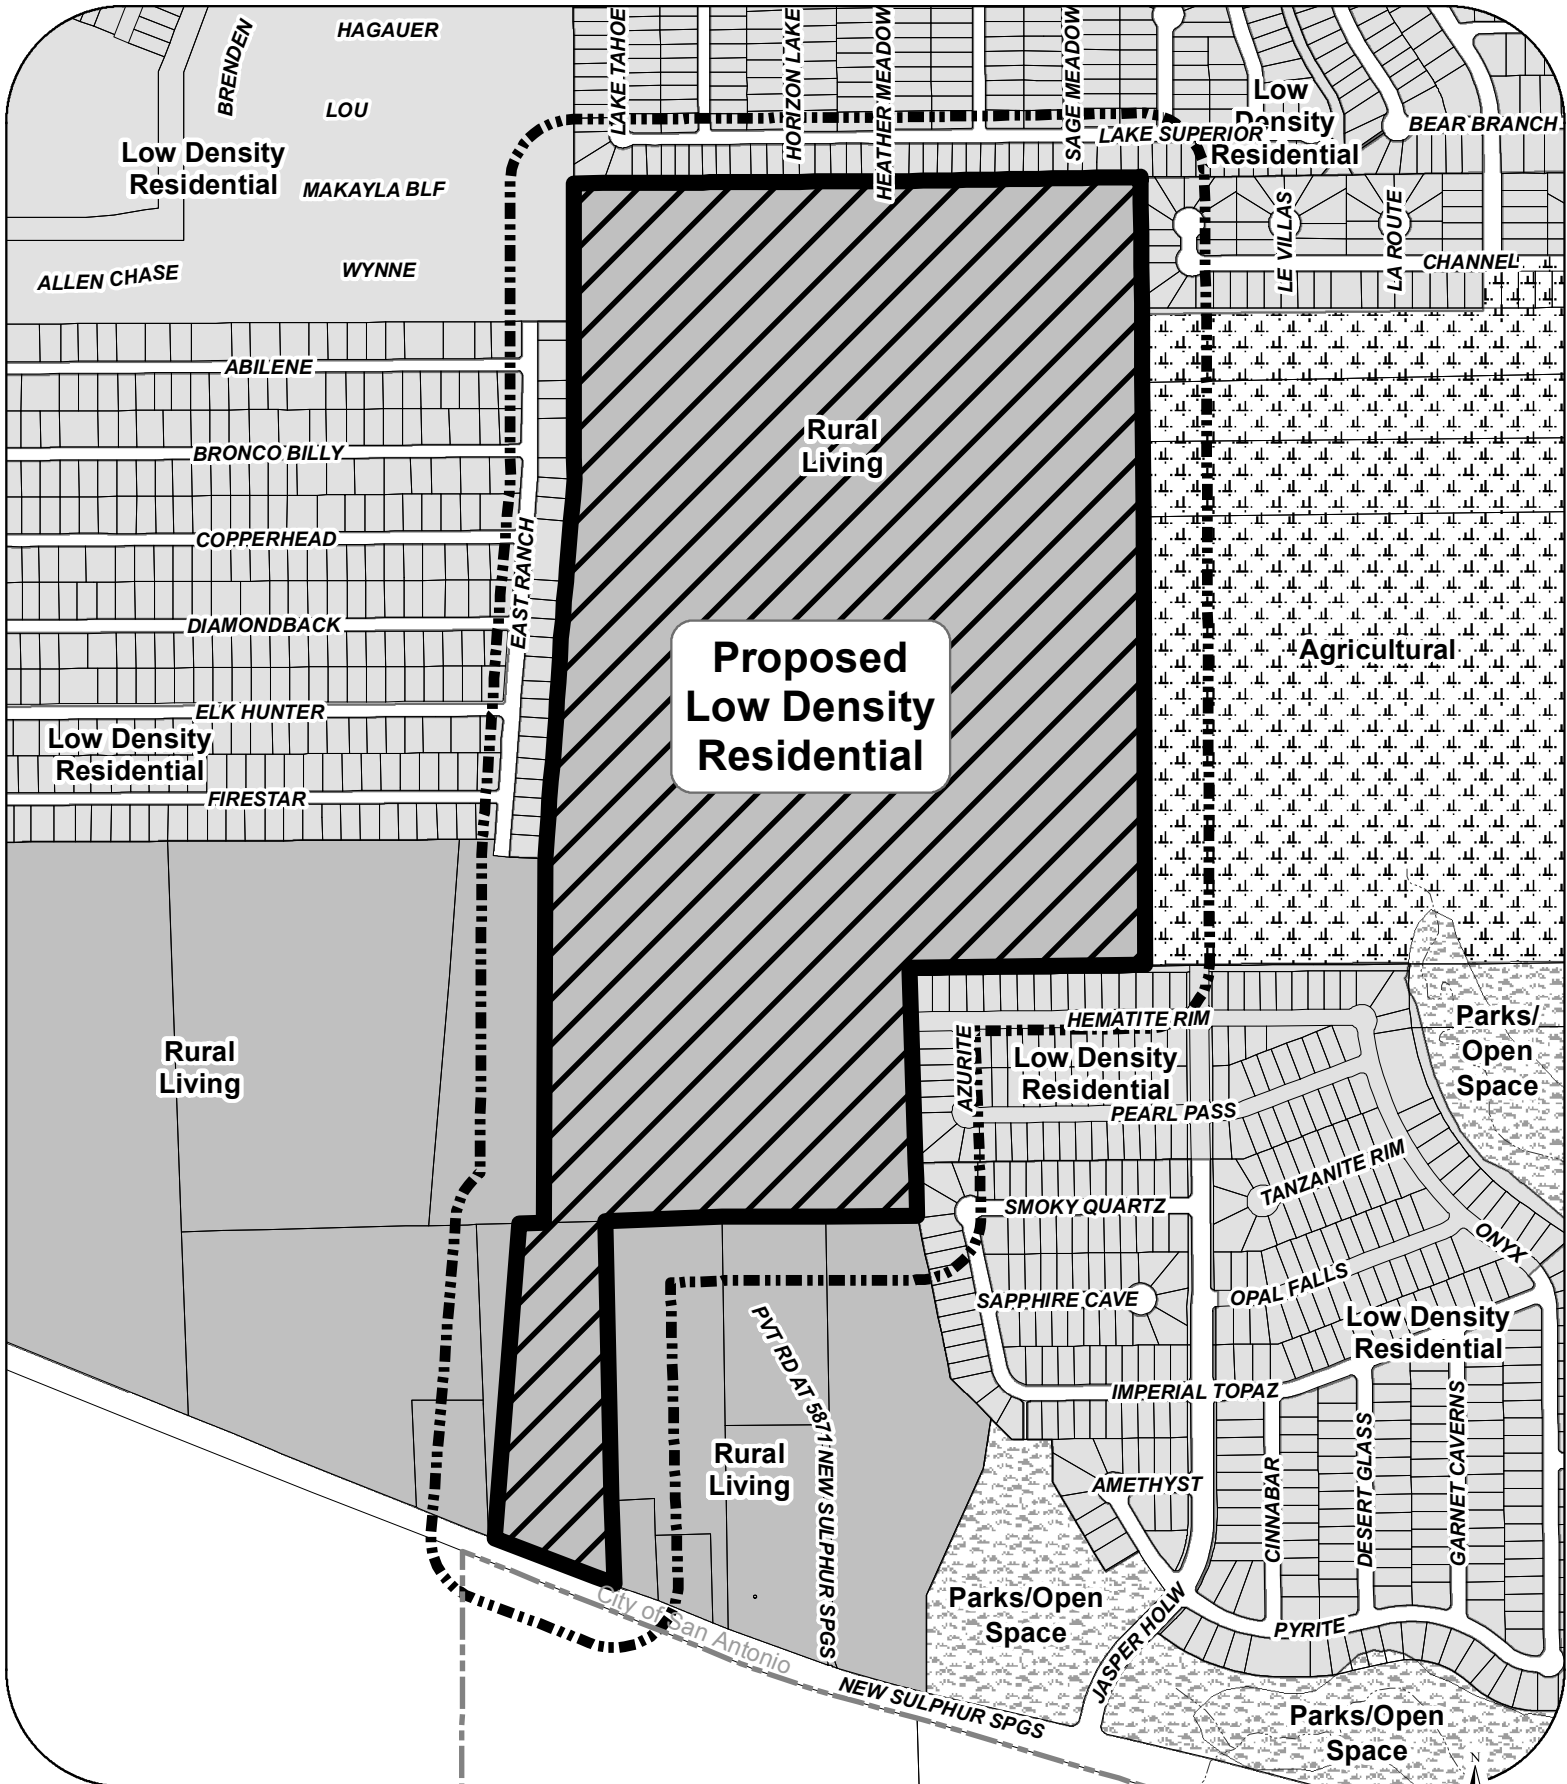 HAGAUER
BRENDEN
LOU
Low Density
Residential
MAKAYLA BLF
ALLEN CHASE
WYNNE
LAKE TAHOE
HORIZON LAKE
HEATHER MEADOW
SAGE MEADOW
LAKE SUPERIOR
Low
Density
Residential
BEAR BRANCH
LE VILLAS
LA ROUTE
CHANNEL
ABILENE
BRONCO BILLY
COPPERHEAD
EAST RANCH
DIAMONDBACK
ELK HUNTER
Low Density
Residential
FIRESTAR
Rural
Living
Proposed
Low Density
Residential
Agricultural
Rural
Living
HEMATITE RIM
AZURITE
Low Density
Residential
PEARL PASS
Parks/
Open
Space
SMOKY QUARTZ
TANZANITE RIM
ONYX
SAPPHIRE CAVE
OPAL FALLS
Low Density
Residential
PVT RD AT 5871 NEW SULPHUR SPGS
IMPERIAL TOPAZ
Rural
Living
AMETHYST
CINNABAR
DESERT GLASS
GARNET CAVERNS
Parks/Open
Space
JASPER HOLW
PYRITE
City of San Antonio
NEW SULPHUR SPGS
Parks/Open
Space
N